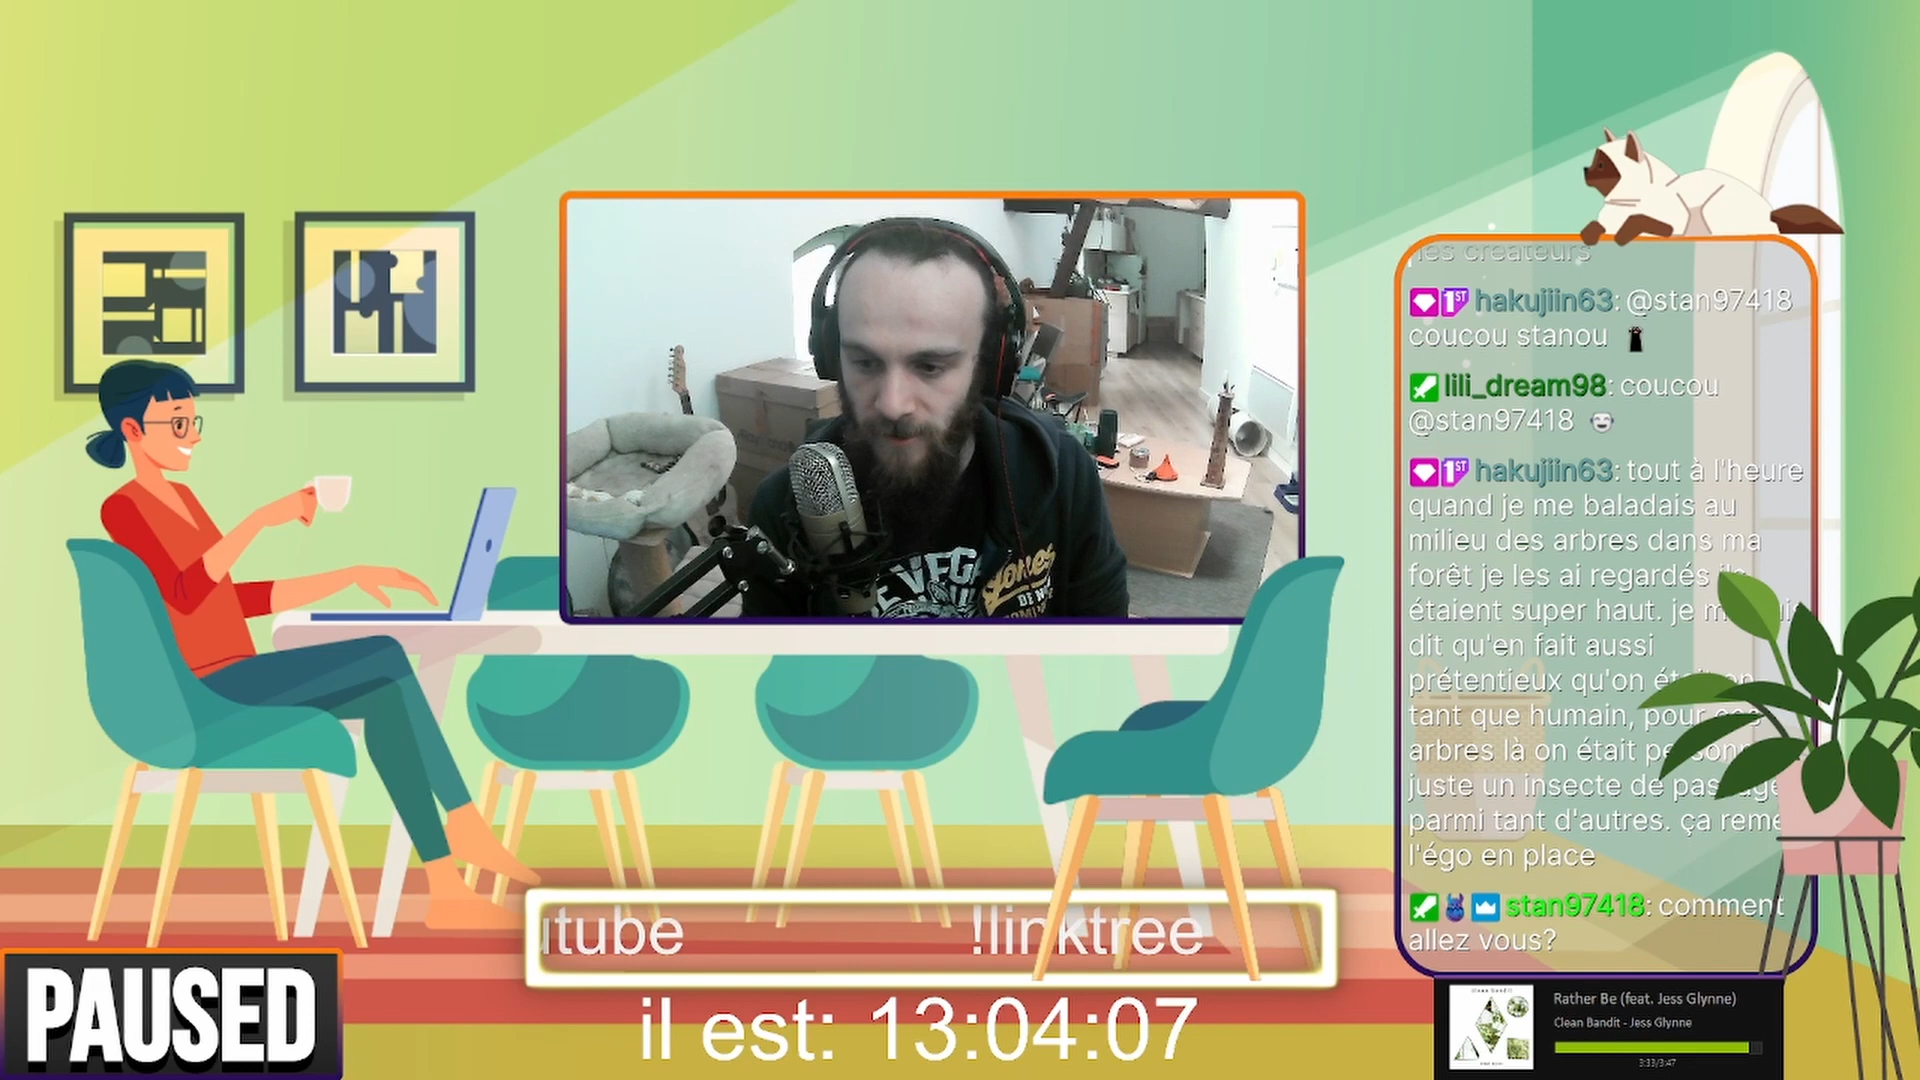 les créateurs
hakujiin63: @stan97418
coucou stanou
lili_dream98: coucou
@stan97418
hakujiin63: tout à l'heure
quand je me baladais au
milieu des arbres dans ma
forêt je les ai regardés
étaient super haut. je
dit qu'en fait aussi
prétentieux qu'on
tant que humain, pour
arbres là on était
juste un insecte de
parmi tant d'autres. ça
l'égo en place
stan97418: comment
allez vous?
utube !linktree
il est: 13:04:07
PAUSED
Rather Be (feat. Jess Glynne)
Clean Bandit - Jess Glynne
3:33/3:47